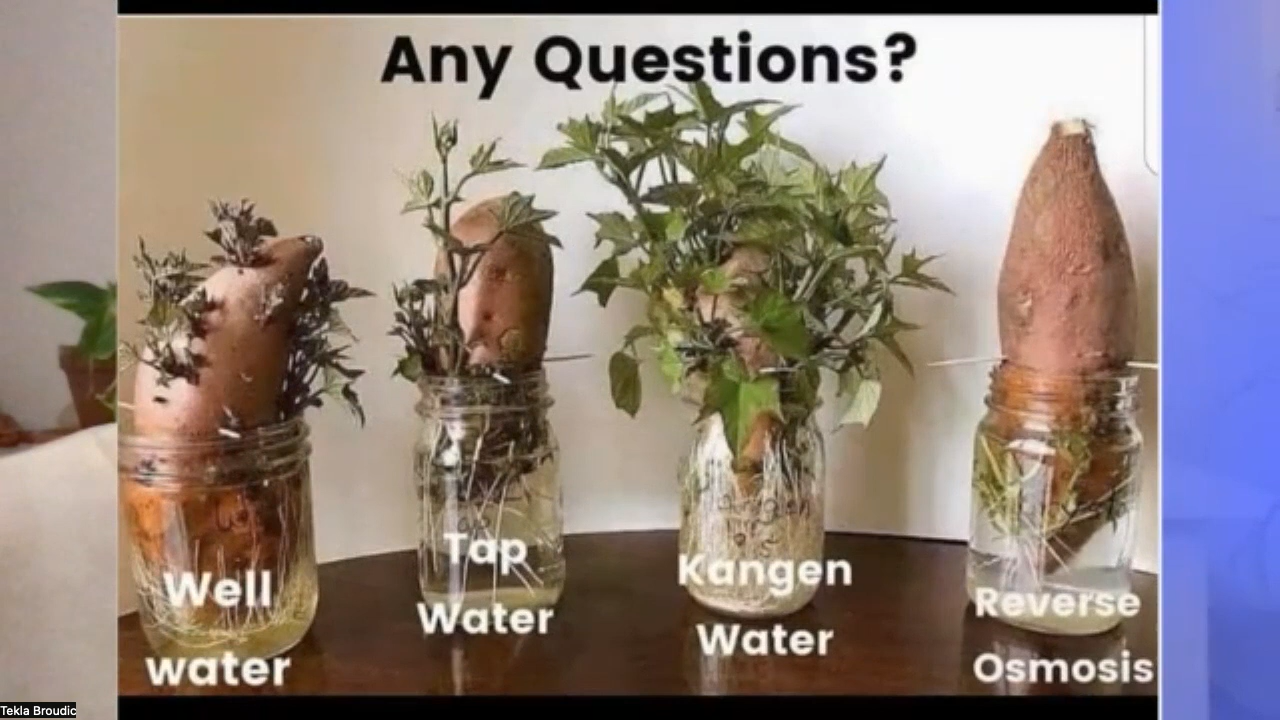 Any Questions?
Well
water
Tap
Water
Kangen
Water
Reverse
Osmosis
Tekla Broudic